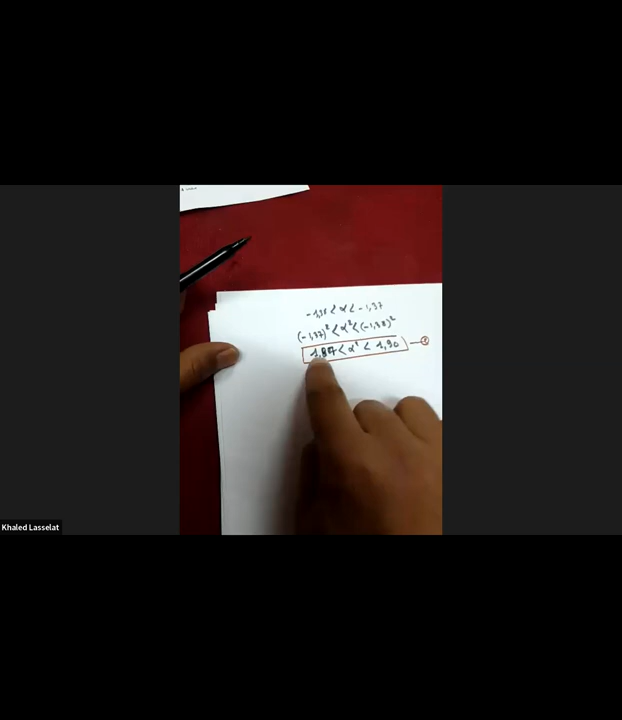 -1,38 < α < -1,37
(-1,37)² < α² < (-1,38)²
1,87 < α² < 1,90
Khaled Lasselat